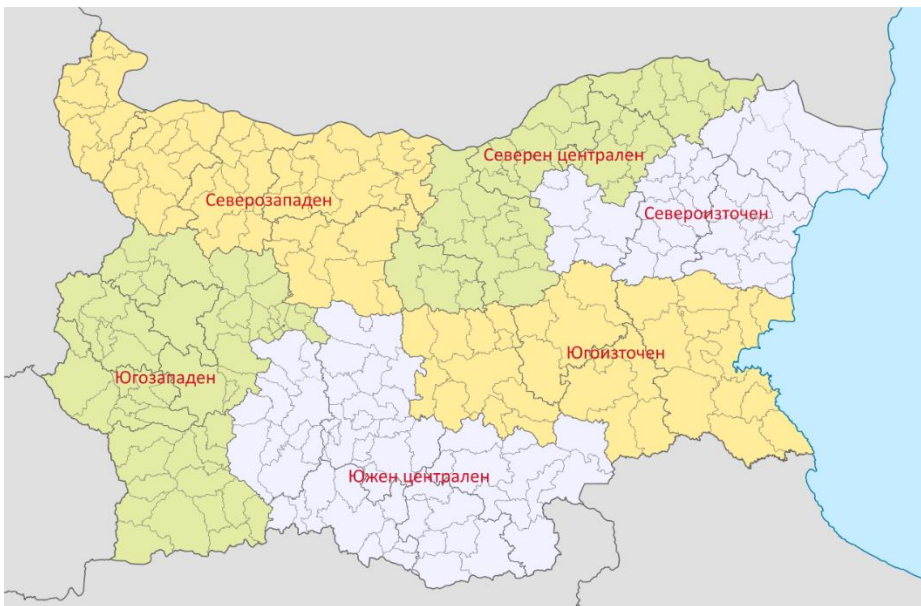 Северен централен
Северозападен
Североизточен
Югоизточен
Югозападен
Южен централен